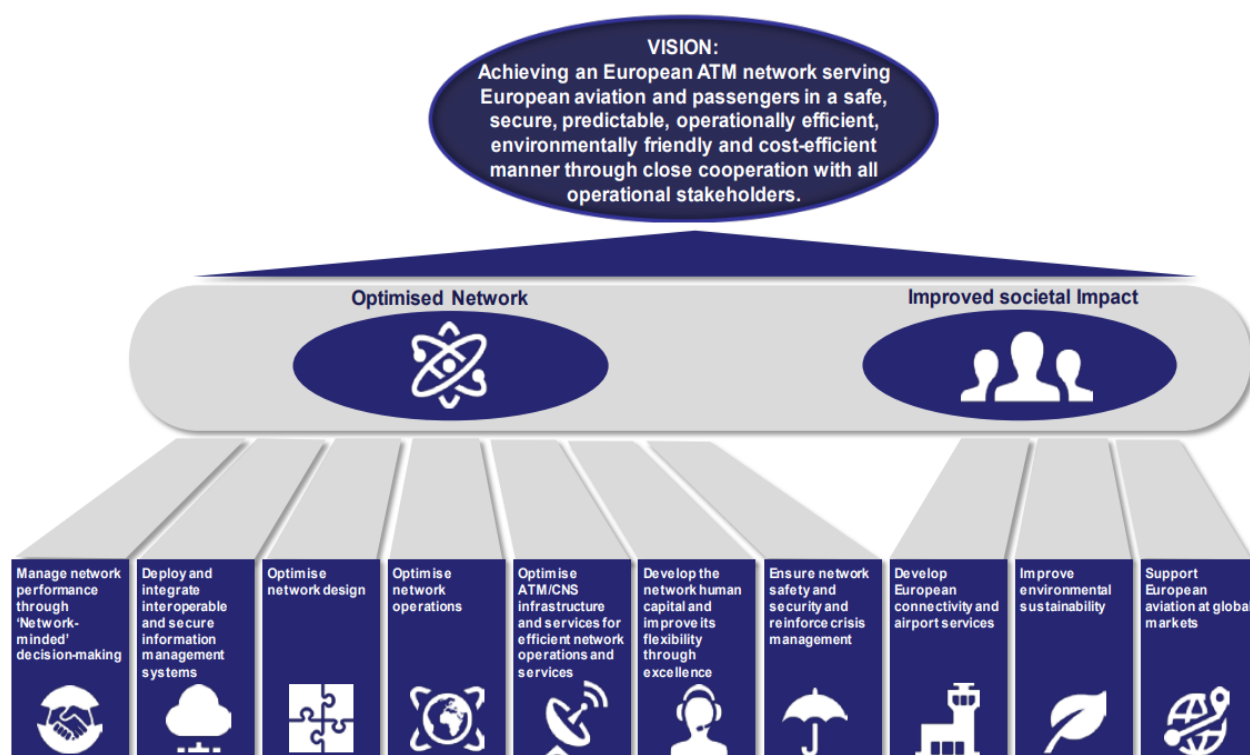 VISION:
Achieving an European ATM network serving
European aviation and passengers in a safe,
secure, predictable, operationally efficient,
environmentally friendly and cost-efficient
manner through close cooperation with all
operational stakeholders.
Optimised Network
Improved societal Impact
Manage network
performance
through
‘Network-
minded’
decision-making
Deploy and
integrate
interoperable
and secure
information
management
systems
Optimise
network design
Optimise
network
operations
Optimise
ATM/CNS
infrastructure
and services for
efficient network
operations and
services
Develop the
network human
capital and
improve its
flexibility
through
excellence
Ensure network
safety and
security and
reinforce crisis
management
Develop
European
connectivity and
airport services
Improve
environmental
sustainability
Support
European
aviation at global
markets